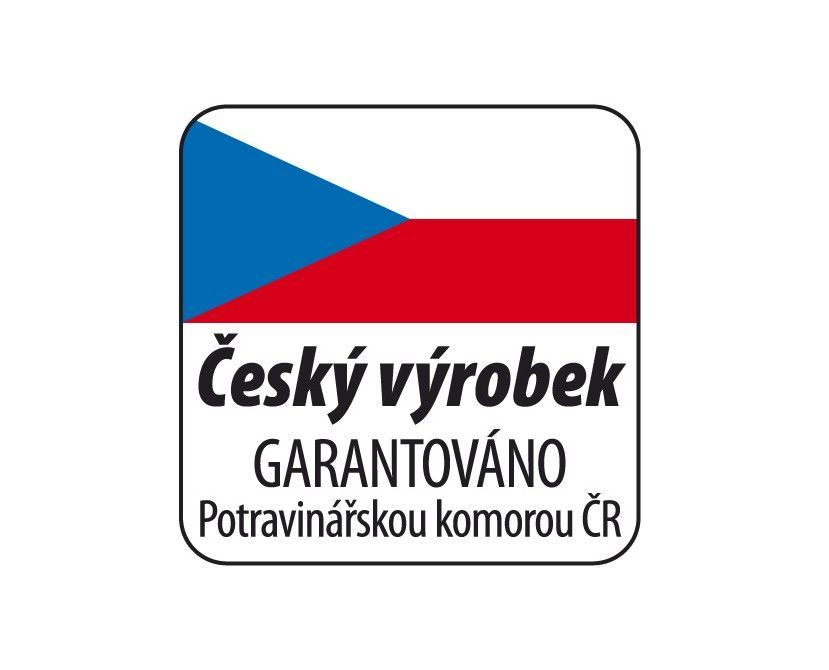 Český výrobek
GARANTOVÁNO
Potravinářskou komorou ČR